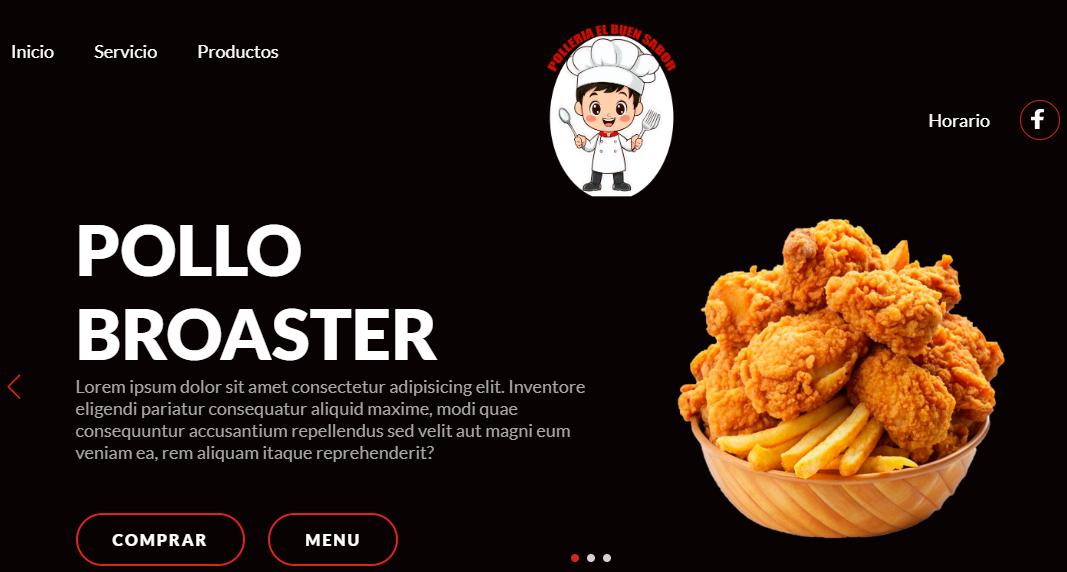 Inicio
Servicio
Productos
POLLERIA EL BUEN SABOR
Horario
POLLO
BROASTER
Lorem ipsum dolor sit amet consectetur adipisicing elit. Inventore
eligendi pariatur consequatur aliquid maxime, modi quae
consequuntur accusantium repellendus sed velit aut magni eum
veniam ea, rem aliquam itaque reprehenderit?
COMPRAR
MENU